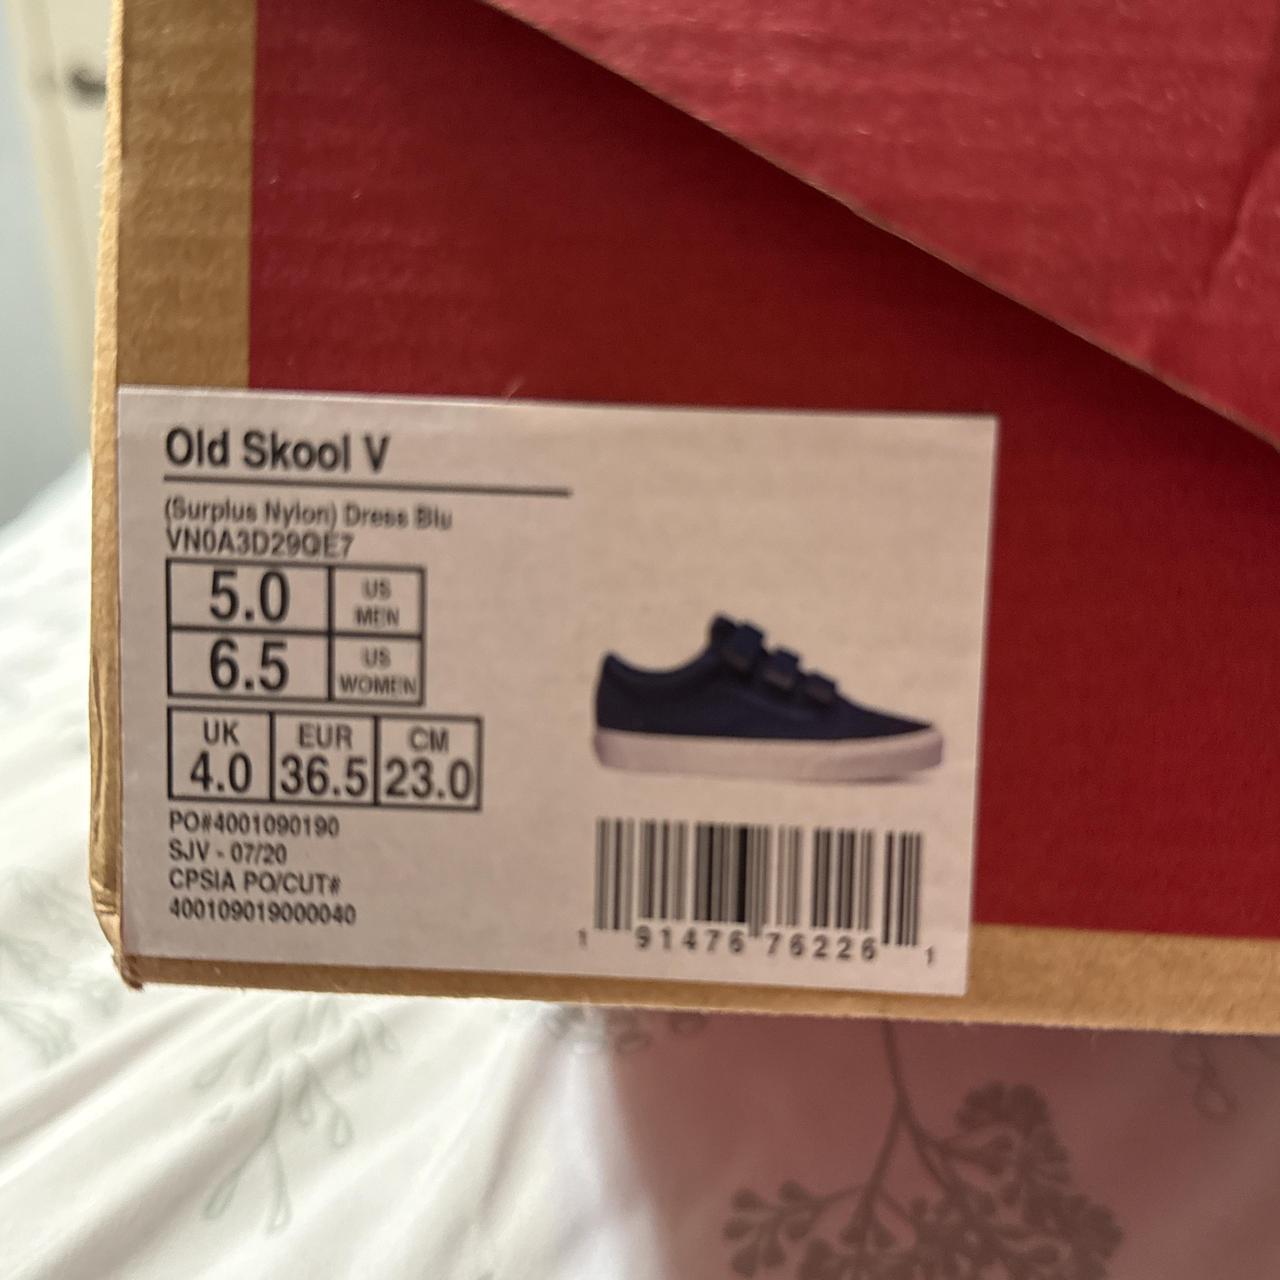 Old Skool V
(Surplus Nylon) Dress Blu
VN0A3D29QE7
5.0 US MEN
6.5 US WOMEN
UK EUR CM
4.0 36.5 23.0
PO#4001090190
SJV - 07/20
CPSIA PO/CUT#
400109019000040
1 91476 76226 1